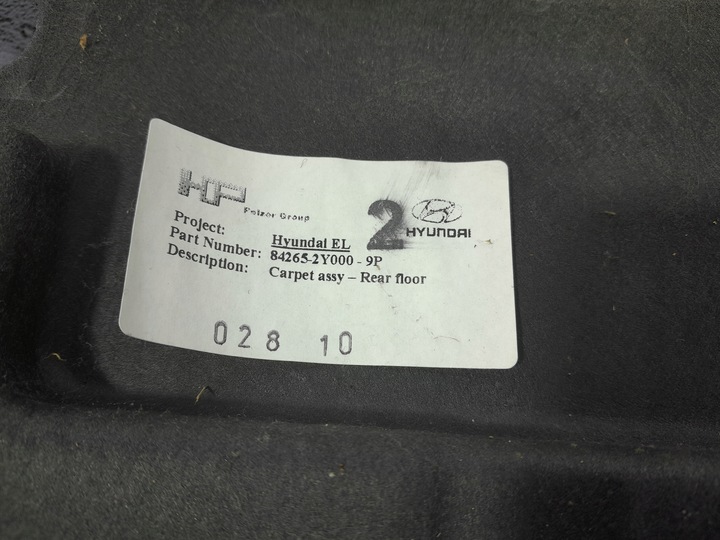 HP
Pelzer Group
2
HYUNDAI
Project: Hyundai EL
Part Number: 84265-2Y000 - 9P
Description: Carpet assy – Rear floor
028 10